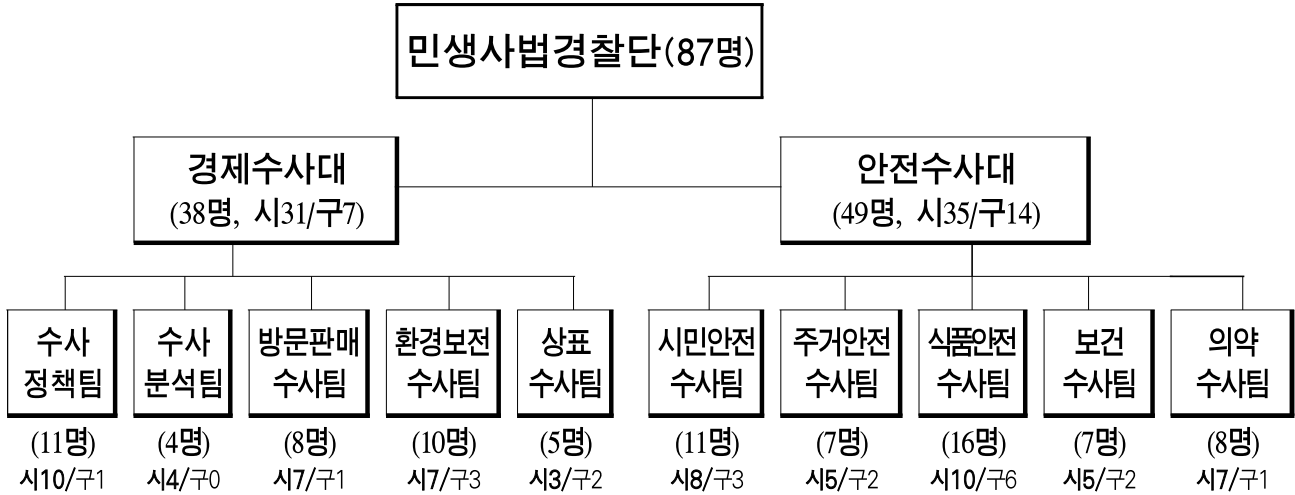 민생사법경찰단(87명)
경제수사대
(38명, 시31/구7)
안전수사대
(49명, 시35/구14)
수사
정책팀
(11명)
시10/구1
수사
분석팀
(4명)
시4/구0
방문판매
수사팀
(8명)
시7/구1
환경보전
수사팀
(10명)
시7/구3
상표
수사팀
(5명)
시3/구2
시민안전
수사팀
(11명)
시8/구3
주거안전
수사팀
(7명)
시5/구2
식품안전
수사팀
(16명)
시10/구6
보건
수사팀
(7명)
시5/구2
의약
수사팀
(8명)
시7/구1